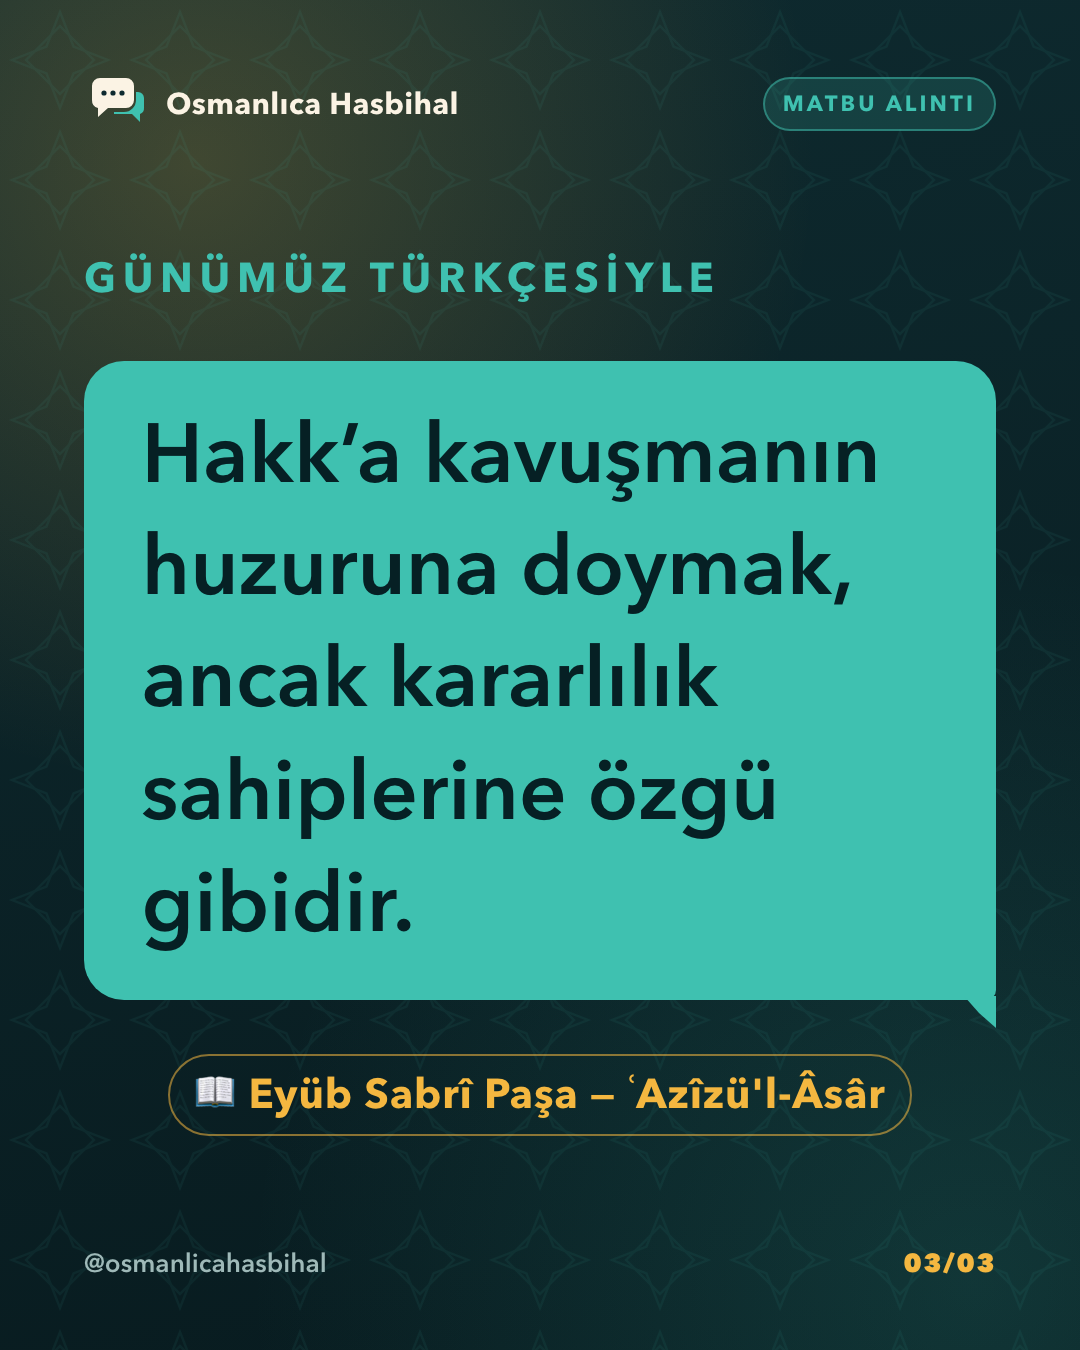 Osmanlıca Hasbihal
MATBU ALINTI
GÜNÜMÜZ TÜRKÇESİYLE
Hakk’a kavuşmanın
huzuruna doymak,
ancak kararlılık
sahiplerine özgü
gibidir.
📖 Eyüb Sabrî Paşa – ʿAzîzü'l-Âsâr
@osmanlicahasbihal
03/03